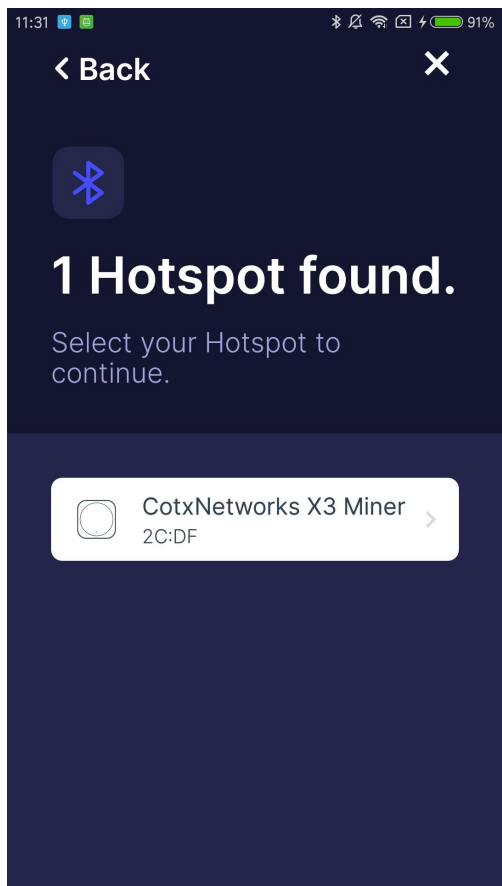 11:31 91%
Back
1 Hotspot found.
Select your Hotspot to
continue.
CotxNetworks X3 Miner
2C:DF